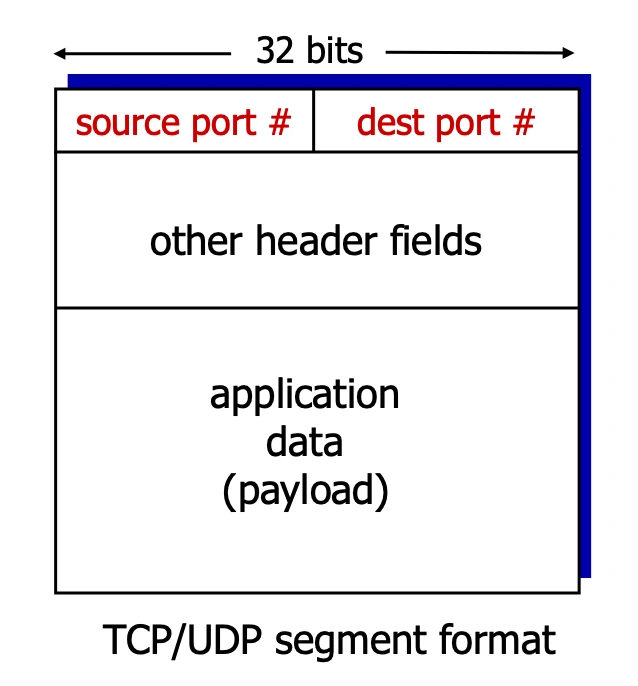 32 bits
source port #
dest port #
other header fields
application
data
(payload)
TCP/UDP segment format